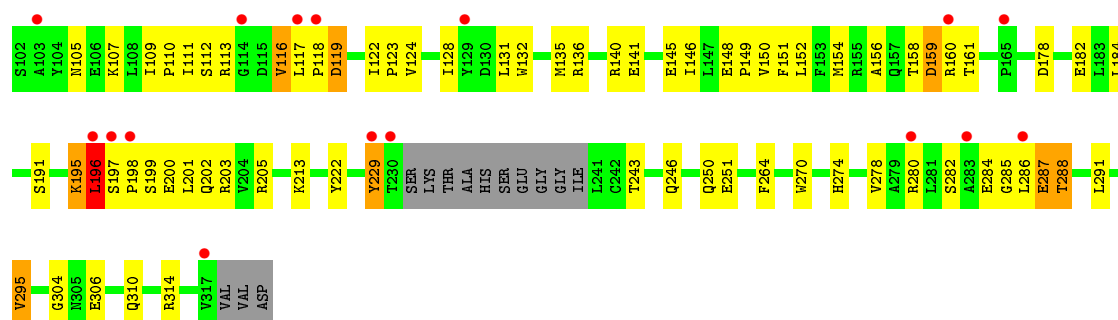 S102 A103 Y104 N105 E106 K107 L108 I109 P110 I111 S112 R113 G114 D115 V116 L117 P118 D119 I122 P123 V124 I128 Y129 D130 L131 W132 M135 R136 R140 E141 E145 I146 L147 E148 P149 V150 F151 L152 F153 M154 R155 A156 Q157 T158 D159 R160 T161 P165 D178 E182 L183 L184
S191 K195 L196 S197 P198 S199 E200 L201 Q202 R203 V204 R205 K213 Y222 Y229 T230 SER LYS THR ALA HIS SER GLU GLY GLY ILE L241 C242 T243 Q246 Q250 E251 F264 W270 H274 V278 A279 R280 L281 S282 A283 E284 G285 L286 E287 T288 L291
V295 G304 N305 E306 Q310 R314 V317 VAL VAL ASP